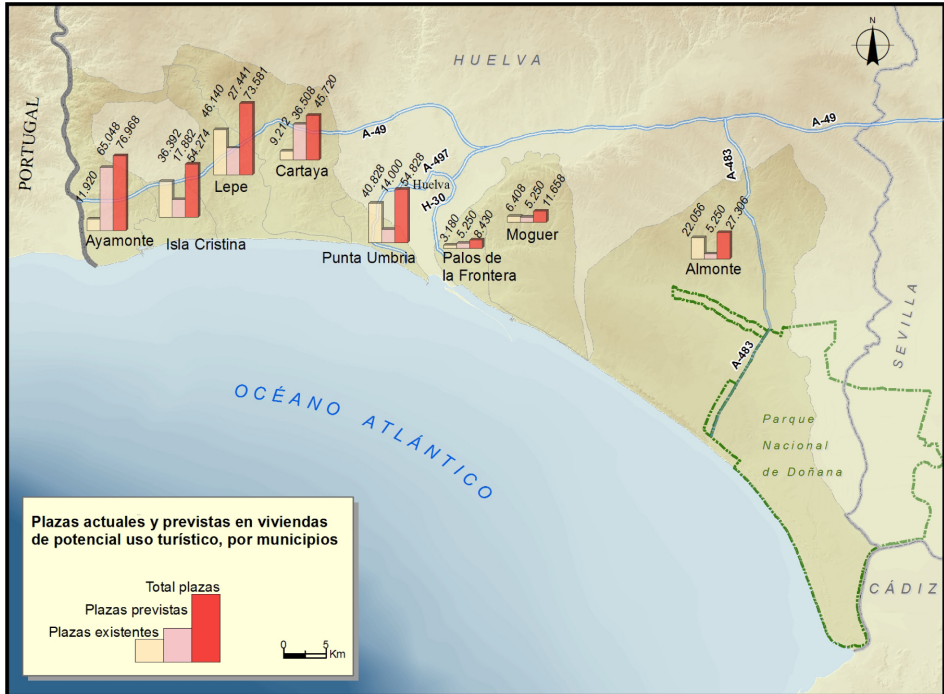 N
HUELVA
PORTUGAL
46.140
27.441
73.581
9.212
36.508
45.720
A-49
A-49
65.048
76.968
36.392
17.882
54.274
11.920
Lepe
Cartaya
A-483
40.828
14.000
54.828
A-497
Huelva
H-30
Ayamonte
Isla Cristina
6.408
5.250
11.658
3.180
5.250
8.430
Moguer
22.056
5.250
27.306
Punta Umbria
Palos de
la Frontera
Almonte
SEVILLA
A-483
OCÉANO ATLÁNTICO
Parque
Nacional
de Doñana
CÁDIZ
Plazas actuales y previstas en viviendas
de potencial uso turístico, por municipios
Total plazas
Plazas previstas
Plazas existentes
0 5
Km